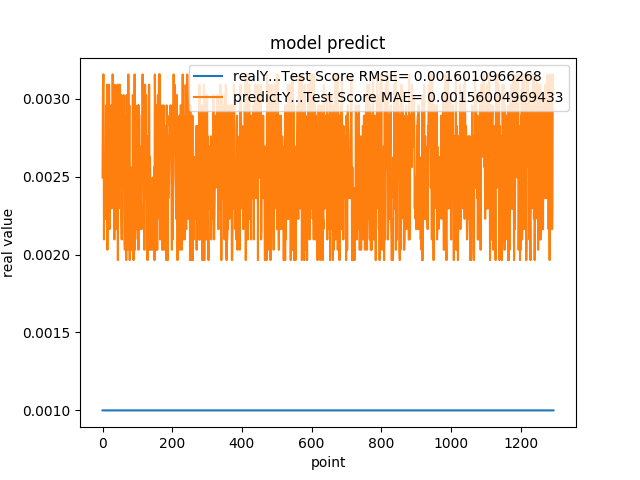 model predict
realY...Test Score RMSE= 0.0016010966268
predictY...Test Score MAE= 0.00156004969433
0.0030
0.0025
0.0020
0.0015
0.0010
real value
0 200 400 600 800 1000 1200
point